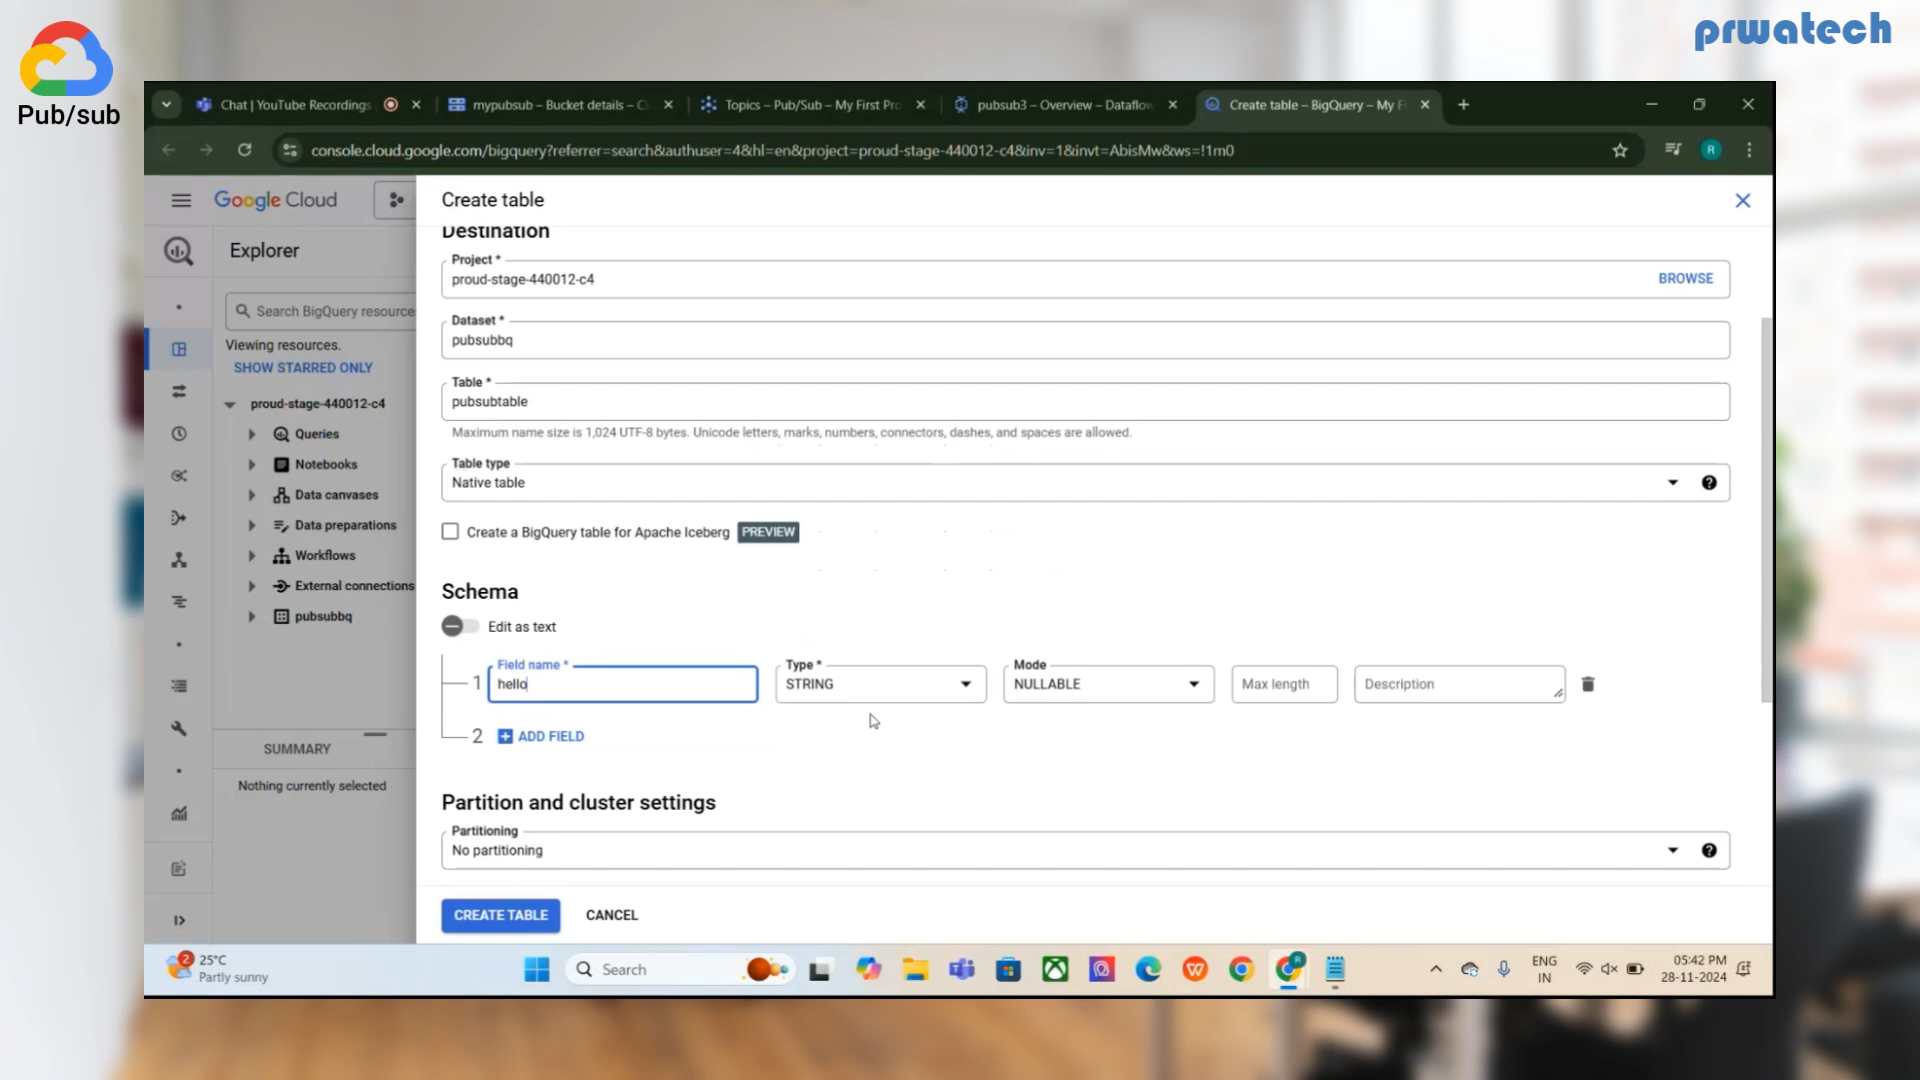 prwatech
Pub/sub
Chat | YouTube Recordings
mypubsub – Bucket details – C
Topics – Pub/Sub – My First Pro
pubsub3 – Overview – Dataflow
Create table – BigQuery – My F
console.cloud.google.com/bigquery?referrer=search&authuser=4&hl=en&project=proud-stage-440012-c4&inv=1&invt=AbisMw&ws=!1m0
R
Google Cloud
Create table
Explorer
Destination
Project *
proud-stage-440012-c4
BROWSE
Search BigQuery resource
Dataset *
pubsubbq
Viewing resources.
SHOW STARRED ONLY
Table *
pubsubtable
proud-stage-440012-c4
Maximum name size is 1,024 UTF-8 bytes. Unicode letters, marks, numbers, connectors, dashes, and spaces are allowed.
Queries
Notebooks
Table type
Native table
Data canvases
Data preparations
Create a BigQuery table for Apache Iceberg PREVIEW
Workflows
External connections
pubsubbq
Schema
Edit as text
1
Field name *
hello
Type *
STRING
Mode
NULLABLE
Max length
Description
2 ADD FIELD
SUMMARY
Nothing currently selected
Partition and cluster settings
Partitioning
No partitioning
CREATE TABLE
CANCEL
2
25°C
Partly sunny
Search
R
ENG
IN
05:42 PM
28-11-2024